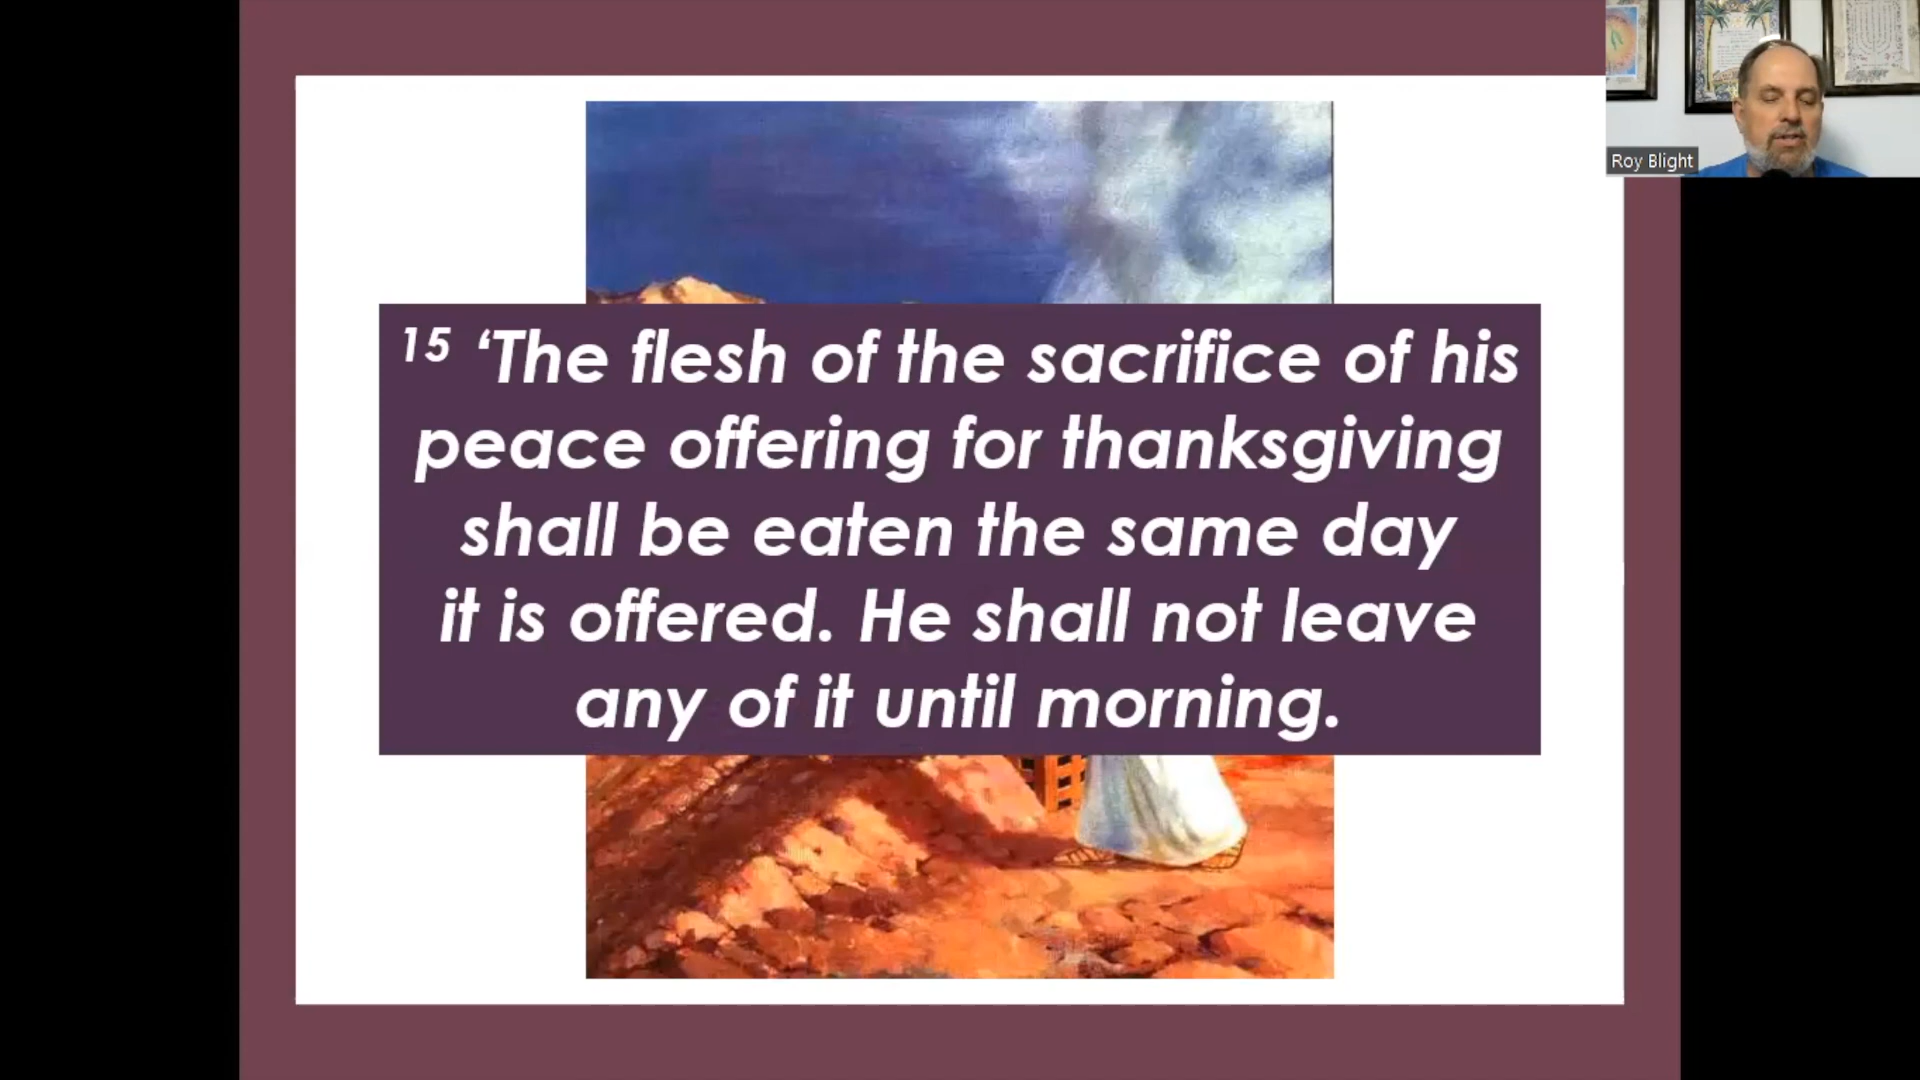 15 ‘The flesh of the sacrifice of his
peace offering for thanksgiving
shall be eaten the same day
it is offered. He shall not leave
any of it until morning.
Roy Blight